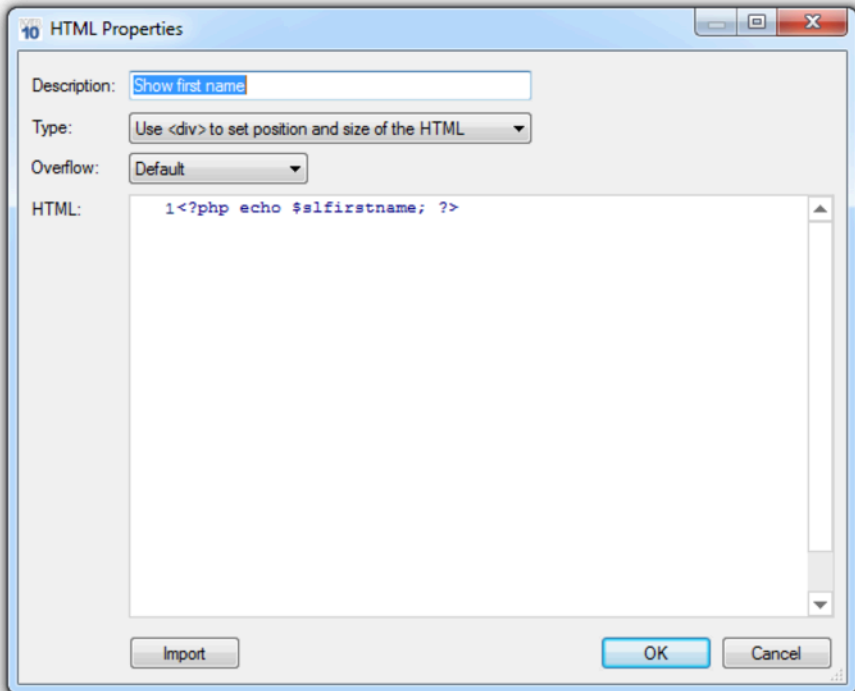 10 HTML Properties
Description: Show first name
Type: Use <div> to set position and size of the HTML
Overflow: Default
HTML: 1<?php echo $slfirstname; ?>
Import OK Cancel